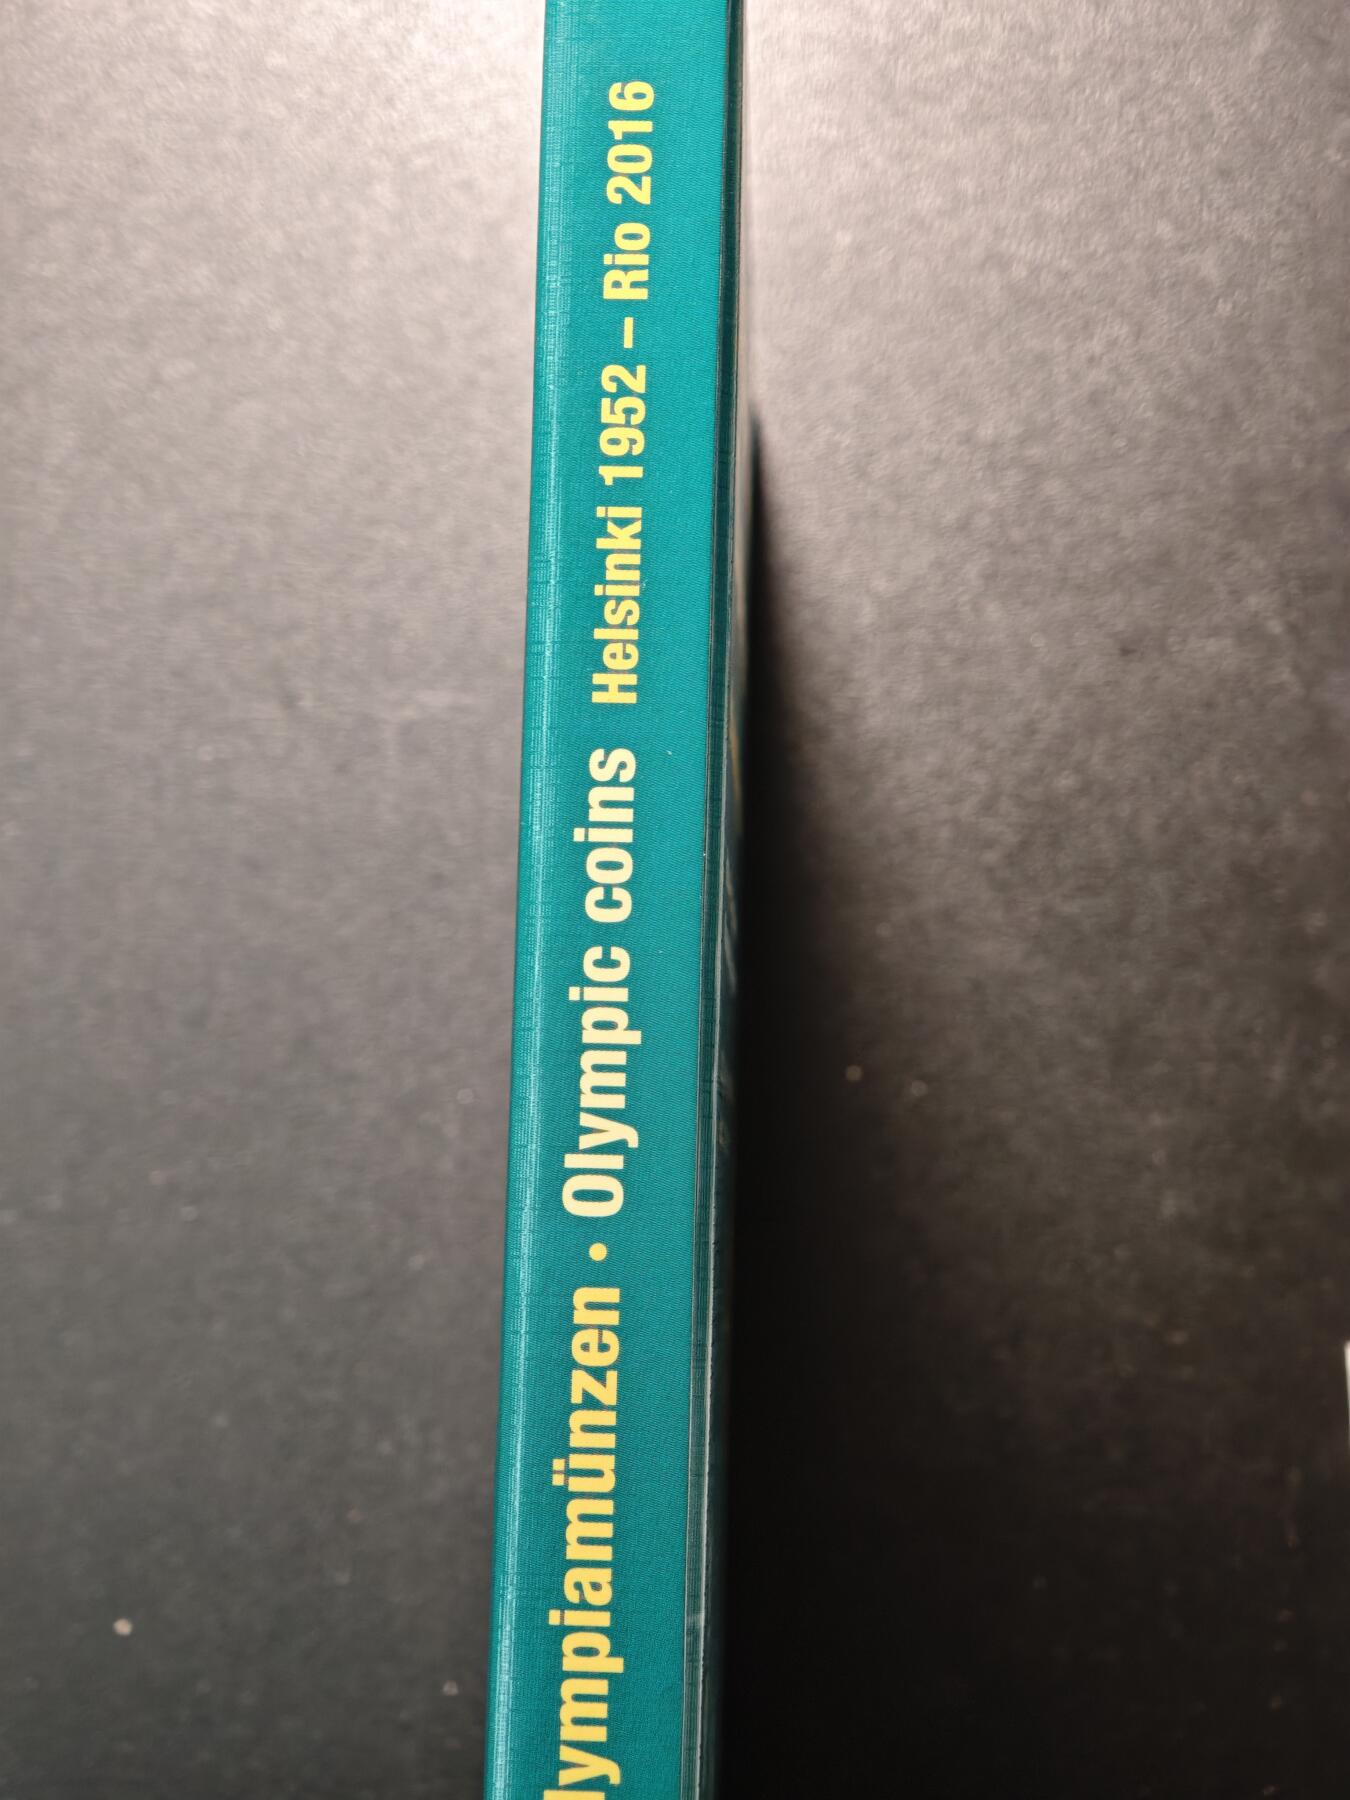 lympiamünzen • Olympic coins Helsinki 1952 – Rio 2016